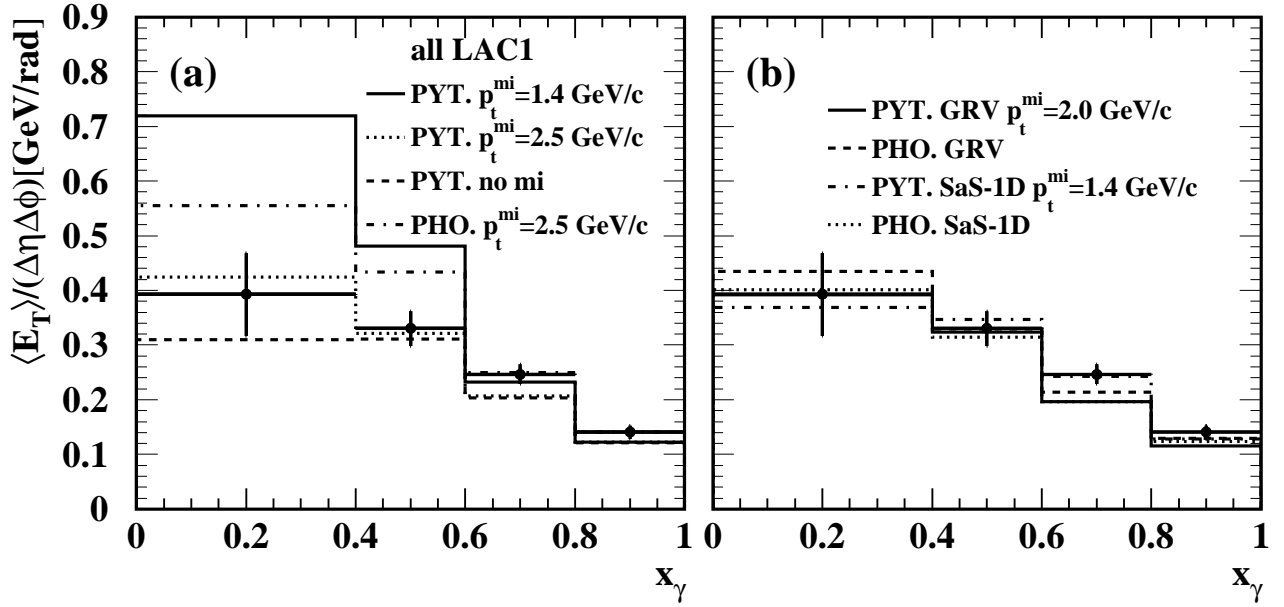 ⟨E_T⟩/(ΔηΔφ)[GeV/rad]
0.9
0.8
0.7
0.6
0.5
0.4
0.3
0.2
0.1
0
(a)
all LAC1
PYT. p_t^mi=1.4 GeV/c
PYT. p_t^mi=2.5 GeV/c
PYT. no mi
PHO. p_t^mi=2.5 GeV/c
0 0.2 0.4 0.6 0.8 1
x_γ
(b)
PYT. GRV p_t^mi=2.0 GeV/c
PHO. GRV
PYT. SaS-1D p_t^mi=1.4 GeV/c
PHO. SaS-1D
0 0.2 0.4 0.6 0.8 1
x_γ